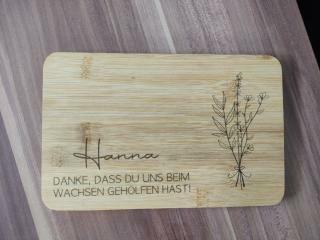 Hanna
DANKE, DASS DU UNS BEIM
WACHSEN GEHOLFEN HAST!